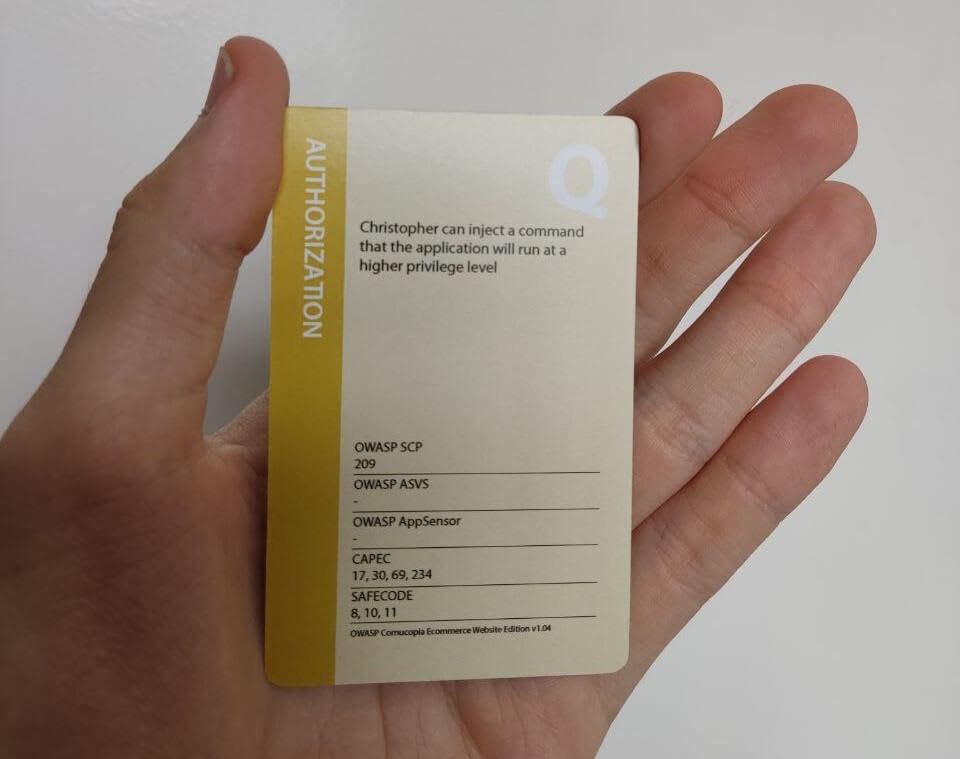 AUTHORIZATION
Q
Christopher can inject a command
that the application will run at a
higher privilege level
OWASP SCP
209
OWASP ASVS
-
OWASP AppSensor
-
CAPEC
17, 30, 69, 234
SAFECODE
8, 10, 11
OWASP Cornucopia Ecommerce Website Edition v1.04